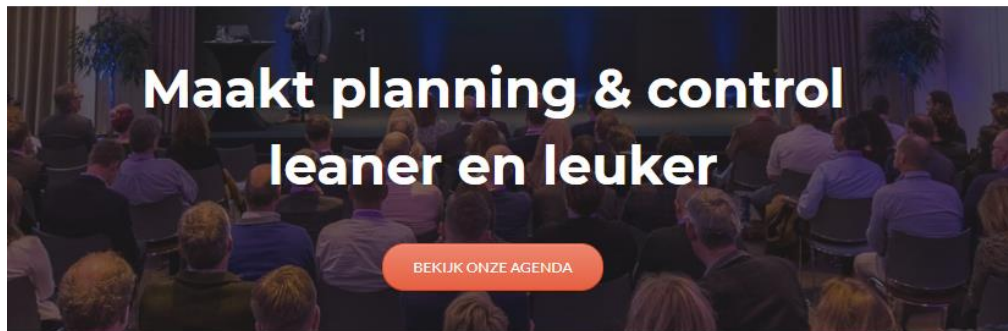 Maakt planning & control
leaner en leuker
BEKIJK ONZE AGENDA